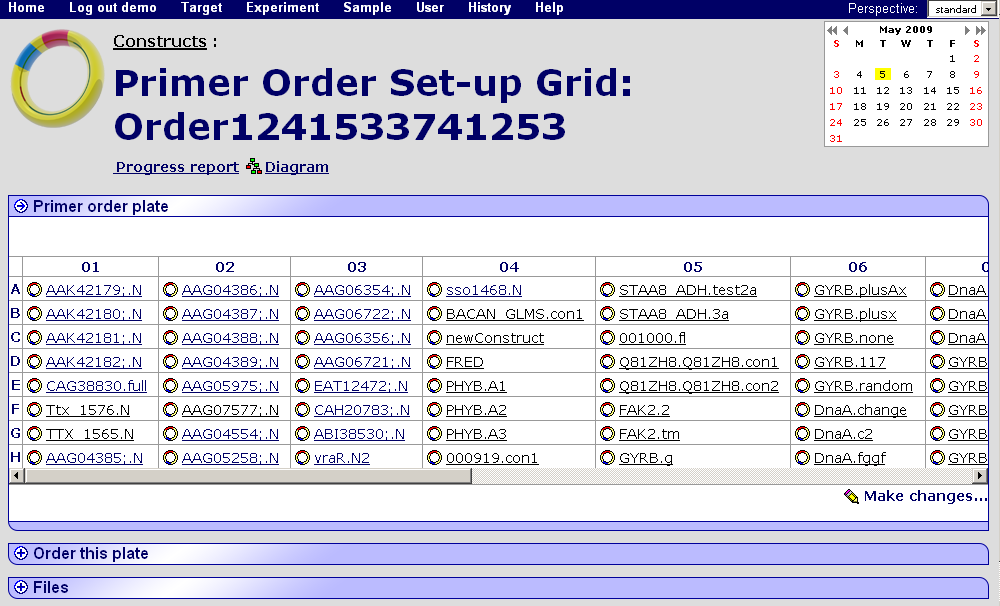 Home Log out demo Target Experiment Sample User History Help Perspective: standard
Constructs :
Primer Order Set-up Grid:
Order1241533741253
Progress report Diagram
May 2009
S M T W T F S
1 2
3 4 5 6 7 8 9
10 11 12 13 14 15 16
17 18 19 20 21 22 23
24 25 26 27 28 29 30
31
Primer order plate
01 02 03 04 05 06
A AAK42179;.N AAG04386;.N AAG06354;.N sso1468.N STAA8_ADH.test2a GYRB.plusAx DnaA
B AAK42180;.N AAG04387;.N AAG06722;.N BACAN_GLMS.con1 STAA8_ADH.3a GYRB.plusx DnaA
C AAK42181;.N AAG04388;.N AAG06356;.N newConstruct 001000.fl GYRB.none DnaA
D AAK42182;.N AAG04389;.N AAG06721;.N FRED Q81ZH8.Q81ZH8.con1 GYRB.117 GYRB
E CAG38830.full AAG05975;.N EAT12472;.N PHYB.A1 Q81ZH8.Q81ZH8.con2 GYRB.random GYRB
F Ttx_1576.N AAG07577;.N CAH20783;.N PHYB.A2 FAK2.2 DnaA.change GYRB
G TTX_1565.N AAG04554;.N ABI38530;.N PHYB.A3 FAK2.tm DnaA.c2 GYRB
H AAG04385;.N AAG05258;.N vraR.N2 000919.con1 GYRB.g DnaA.fggf GYRB
Make changes...
Order this plate
Files